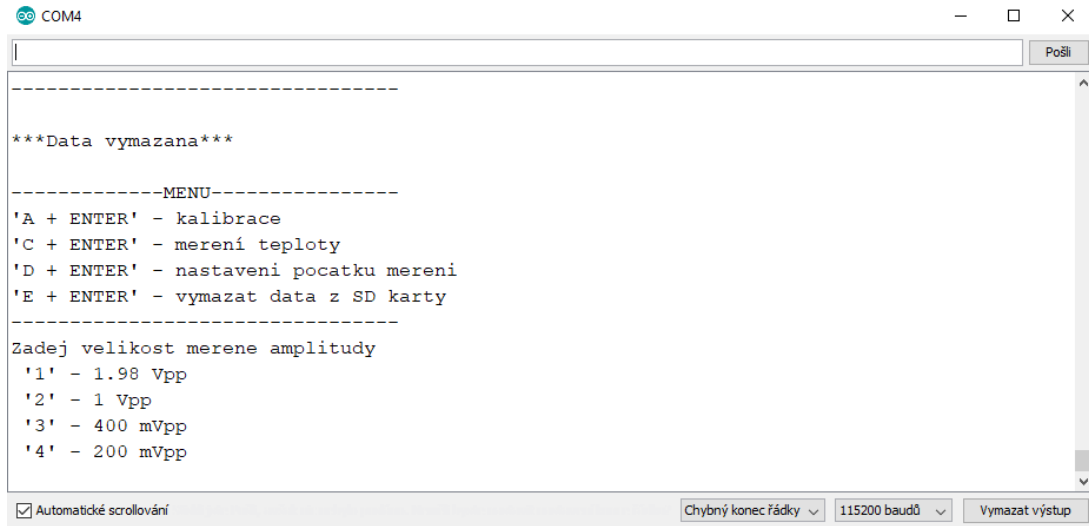 COM4
Pošli
---------------------------------
***Data vymazana***
-------------MENU----------------
'A + ENTER' - kalibrace
'C + ENTER' - merení teploty
'D + ENTER' - nastaveni pocatku mereni
'E + ENTER' - vymazat data z SD karty
---------------------------------
Zadej velikost merene amplitudy
'1' - 1.98 Vpp
'2' - 1 Vpp
'3' - 400 mVpp
'4' - 200 mVpp
Automatické scrollování Chybný konec řádky 115200 baudů Vymazat výstup